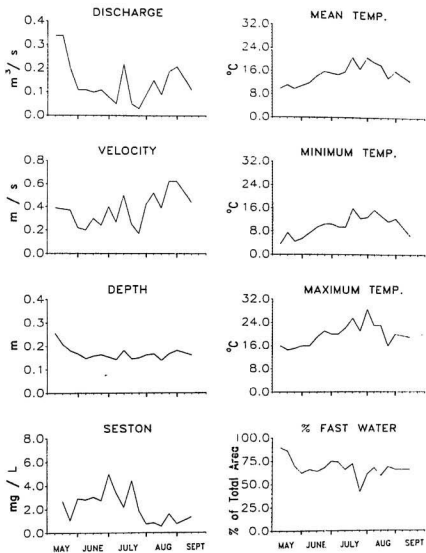 DISCHARGE
m³/ s
0.4
0.3
0.2
0.1
0.0
MEAN TEMP.
°C
32.0
24.0
16.0
8.0
0.0
VELOCITY
m / s
0.8
0.6
0.4
0.2
0.0
MINIMUM TEMP.
°C
32.0
24.0
16.0
8.0
0.0
DEPTH
m
0.4
0.3
0.2
0.1
0.0
MAXIMUM TEMP.
°C
32.0
24.0
16.0
8.0
0.0
SESTON
mg / L
8.0
6.0
4.0
2.0
0.0
MAY JUNE JULY AUG SEPT
% FAST WATER
% of Total Area
100.0
75.0
50.0
25.0
0.0
MAY JUNE JULY AUG SEPT